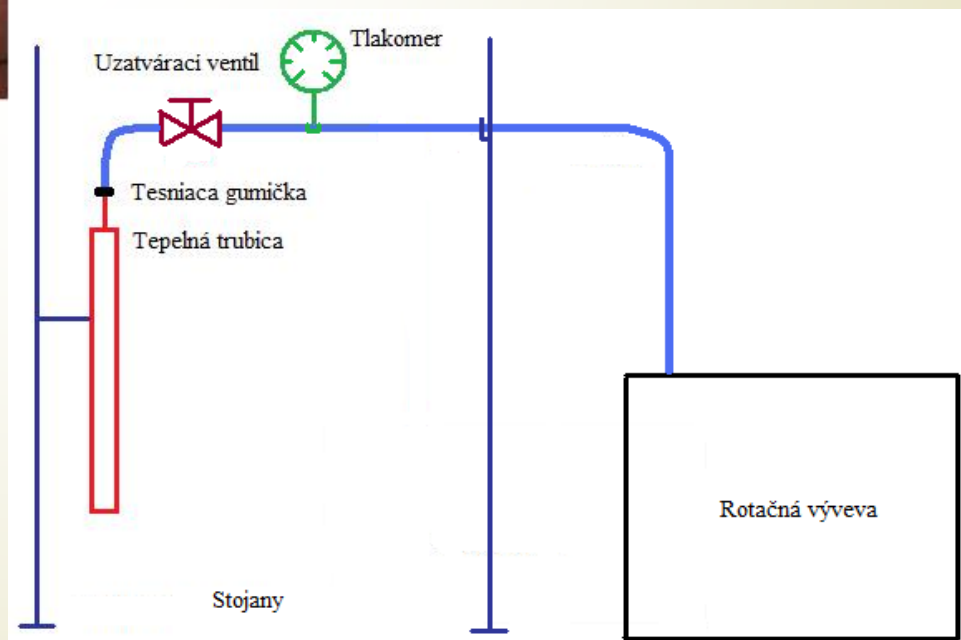 Tlakomer
Uzatvárací ventil
Tesniaca gumička
Tepelná trubica
Rotačná výveva
Stojany